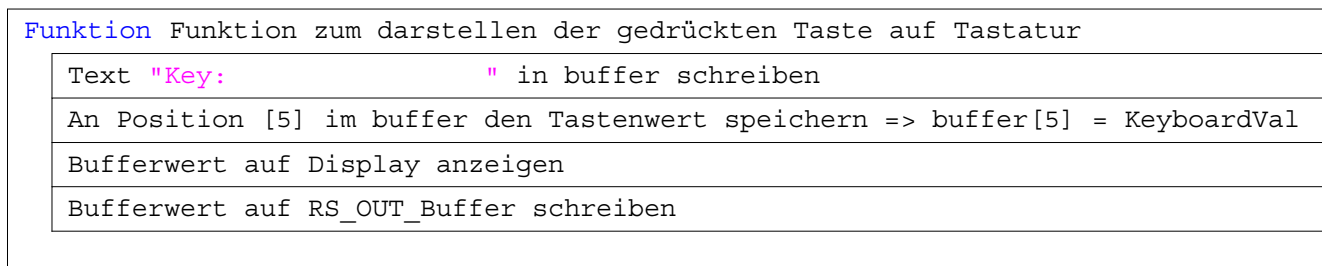 Funktion Funktion zum darstellen der gedrückten Taste auf Tastatur
Text "Key:                " in buffer schreiben
An Position [5] im buffer den Tastenwert speichern => buffer[5] = KeyboardVal
Bufferwert auf Display anzeigen
Bufferwert auf RS_OUT_Buffer schreiben